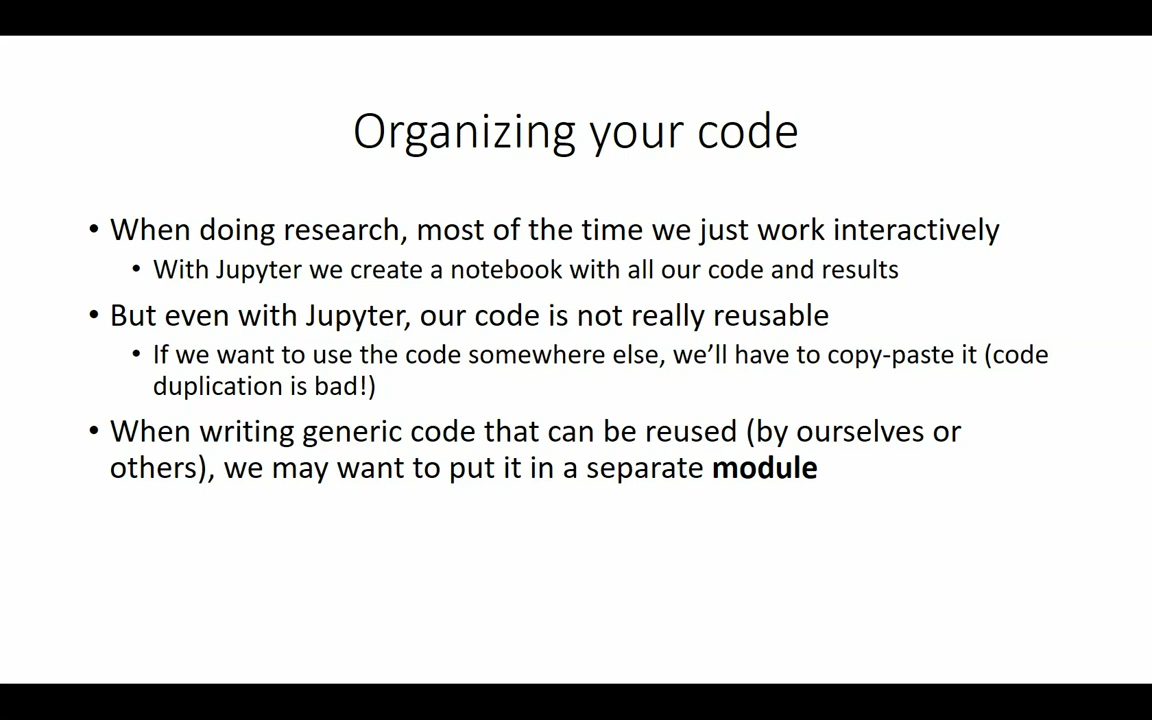 Organizing your code
• When doing research, most of the time we just work interactively
• With Jupyter we create a notebook with all our code and results
• But even with Jupyter, our code is not really reusable
• If we want to use the code somewhere else, we’ll have to copy-paste it (code
duplication is bad!)
• When writing generic code that can be reused (by ourselves or
others), we may want to put it in a separate module